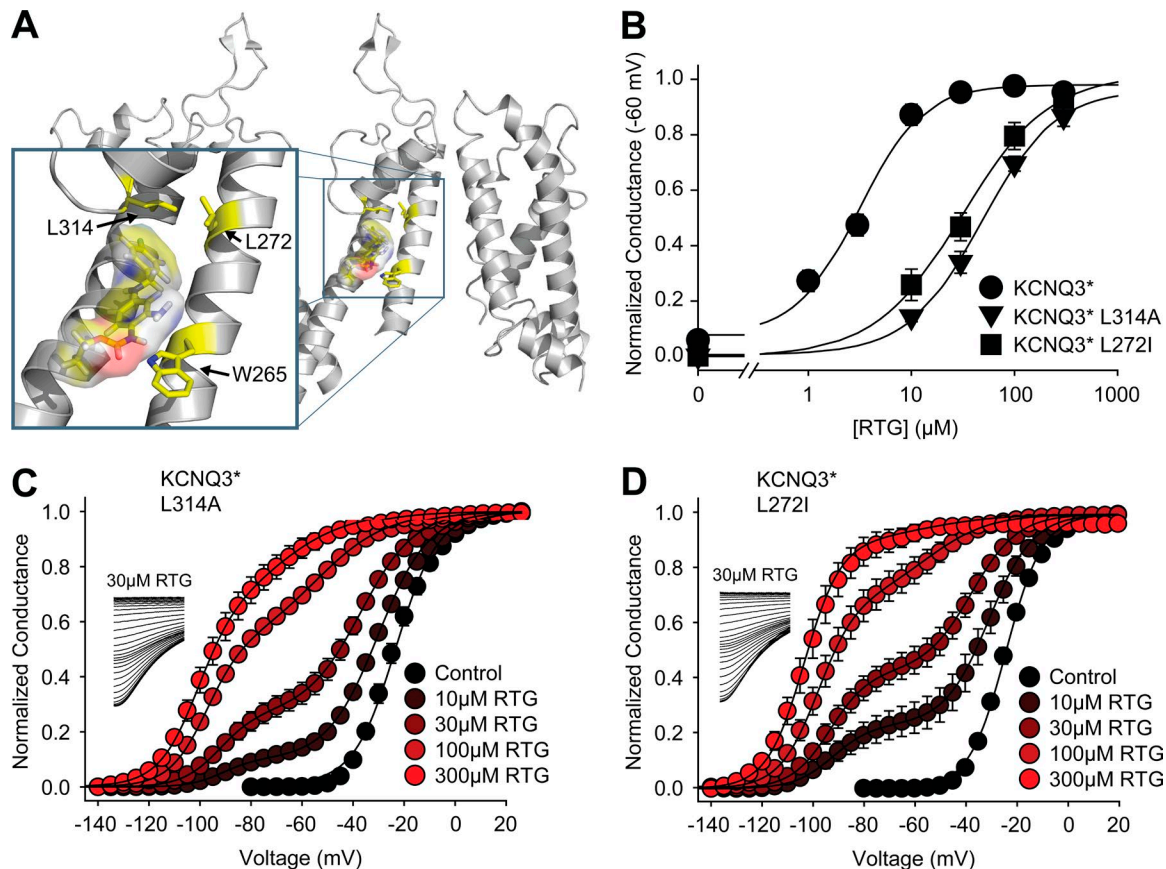 A
L314
L272
W265
B
Normalized Conductance (-60 mV)
1.0
0.8
0.6
0.4
0.2
0.0
KCNQ3*
KCNQ3* L314A
KCNQ3* L272I
0 1 10 100 1000
[RTG] (µM)
C
KCNQ3*
L314A
Normalized Conductance
1.0
0.8
0.6
0.4
0.2
0.0
30µM RTG
Control
10µM RTG
30µM RTG
100µM RTG
300µM RTG
-140 -120 -100 -80 -60 -40 -20 0 20
Voltage (mV)
D
KCNQ3*
L272I
Normalized Conductance
1.0
0.8
0.6
0.4
0.2
0.0
30µM RTG
Control
10µM RTG
30µM RTG
100µM RTG
300µM RTG
-140 -120 -100 -80 -60 -40 -20 0 20
Voltage (mV)